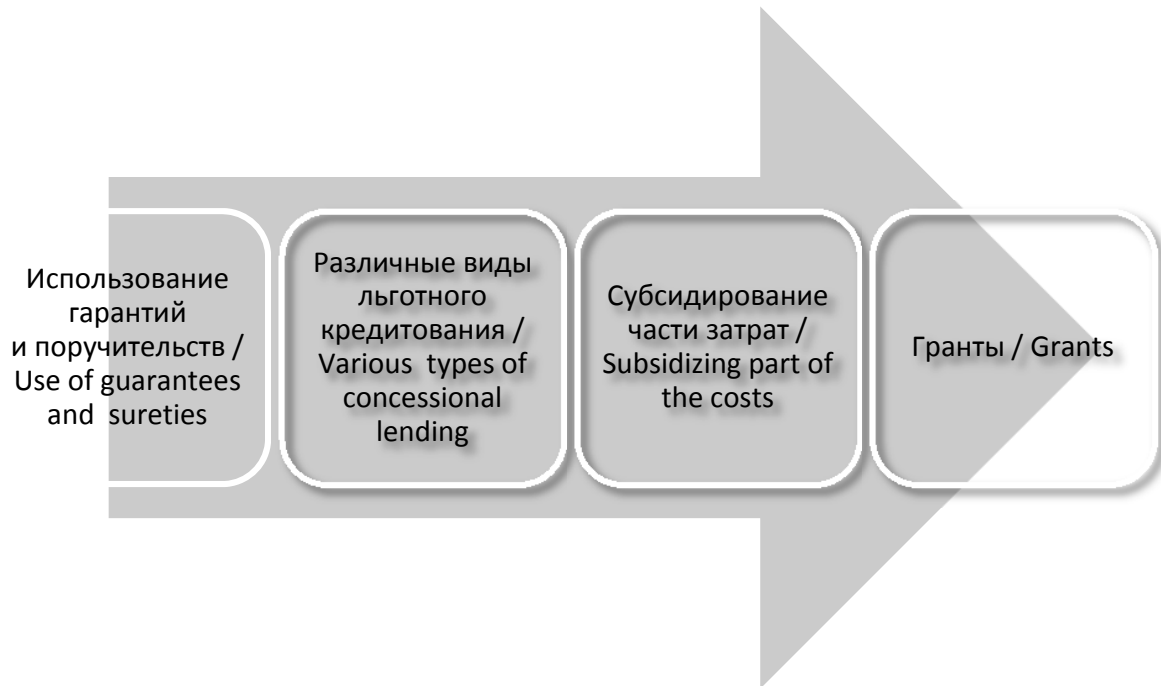 Использование
гарантий
и поручительств /
Use of guarantees
and sureties
Различные виды
льготного
кредитования /
Various types of
concessional
lending
Субсидирование
части затрат /
Subsidizing part of
the costs
Гранты / Grants